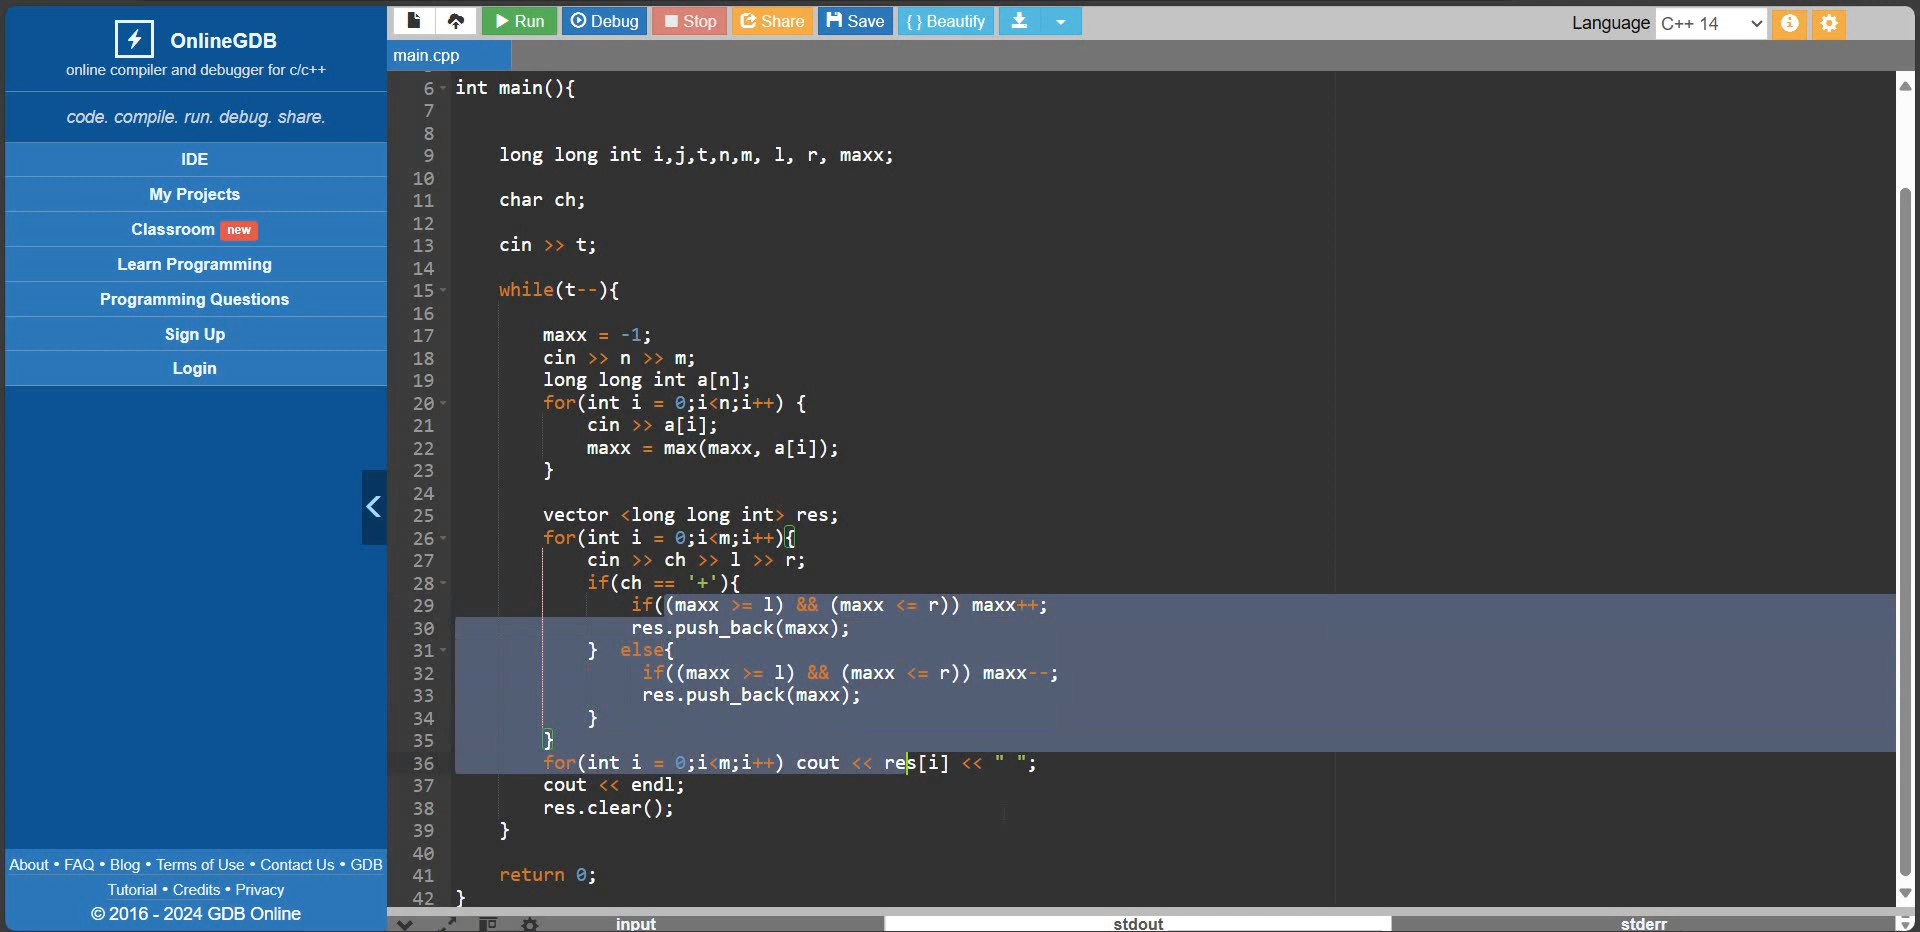 OnlineGDB
online compiler and debugger for c/c++
code. compile. run. debug. share.
IDE
My Projects
Classroom new
Learn Programming
Programming Questions
Sign Up
Login
About • FAQ • Blog • Terms of Use • Contact Us • GDB
Tutorial • Credits • Privacy
© 2016 - 2024 GDB Online
Run Debug Stop Share Save { } Beautify
Language C++ 14
main.cpp
6 int main(){
7
8
9 long long int i,j,t,n,m, l, r, maxx;
10
11 char ch;
12
13 cin >> t;
14
15 while(t--){
16
17 maxx = -1;
18 cin >> n >> m;
19 long long int a[n];
20 for(int i = 0;i<n;i++) {
21 cin >> a[i];
22 maxx = max(maxx, a[i]);
23 }
24
25 vector <long long int> res;
26 for(int i = 0;i<m;i++){
27 cin >> ch >> l >> r;
28 if(ch == '+'){
29 if((maxx >= l) && (maxx <= r)) maxx++;
30 res.push_back(maxx);
31 } else{
32 if((maxx >= l) && (maxx <= r)) maxx--;
33 res.push_back(maxx);
34 }
35 }
36 for(int i = 0;i<m;i++) cout << res[i] << " ";
37 cout << endl;
38 res.clear();
39 }
40
41 return 0;
42 }
input stdout stderr